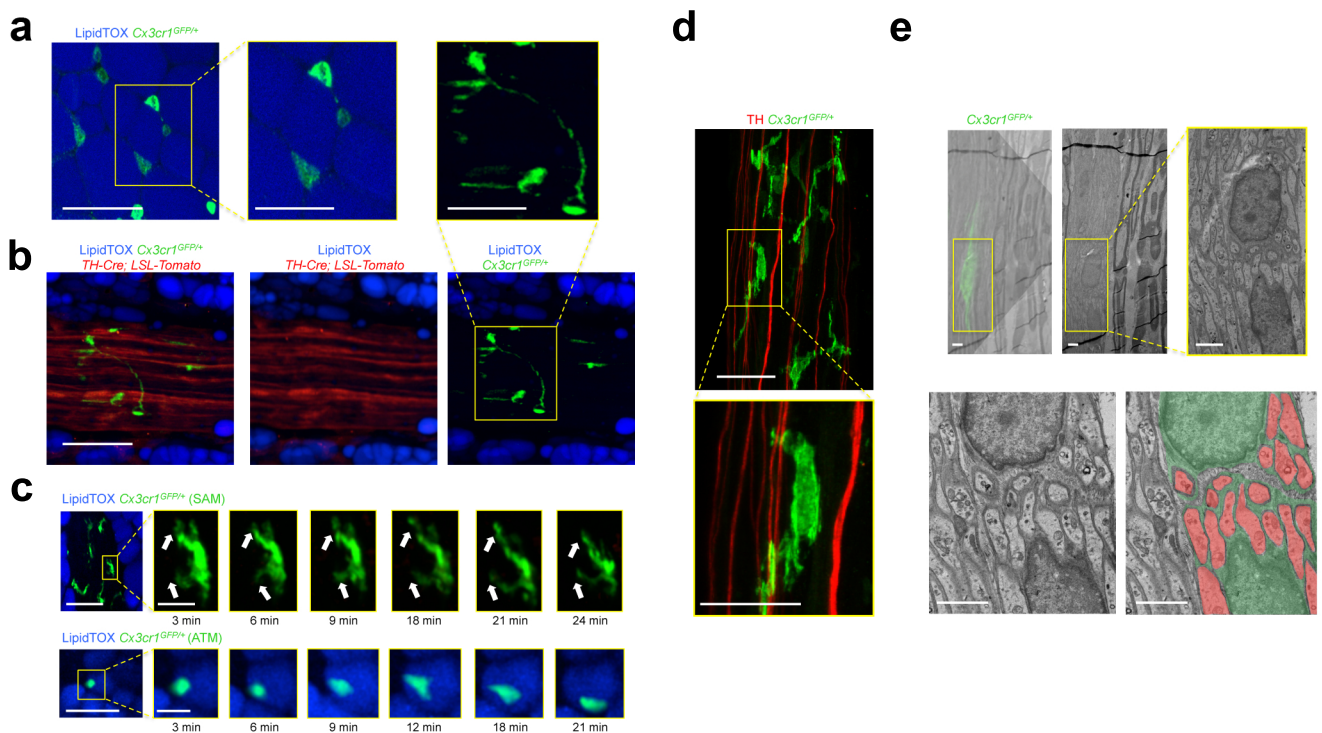 a
LipidTOX Cx3cr1GFP/+
b
LipidTOX Cx3cr1GFP/+
TH-Cre; LSL-Tomato
LipidTOX
TH-Cre; LSL-Tomato
LipidTOX
Cx3cr1GFP/+
c
LipidTOX Cx3cr1GFP/+ (SAM)
3 min 6 min 9 min 18 min 21 min 24 min
LipidTOX Cx3cr1GFP/+ (ATM)
3 min 6 min 9 min 12 min 18 min 21 min
d
TH Cx3cr1GFP/+
e
Cx3cr1GFP/+